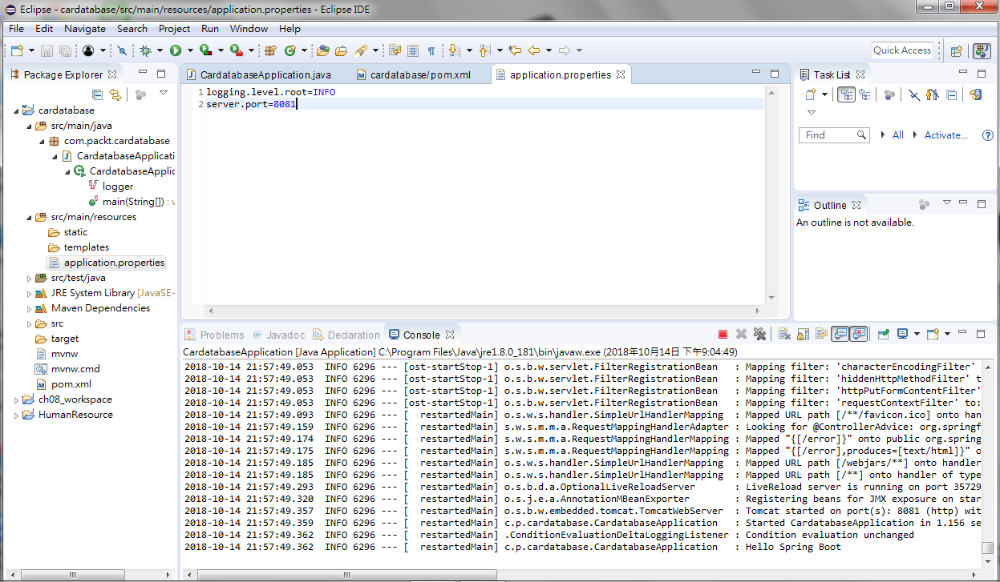 Eclipse - cardatabase/src/main/resources/application.properties - Eclipse IDE
File Edit Navigate Search Project Run Window Help
Quick Access
Package Explorer
cardatabase
src/main/java
com.packt.cardatabase
CardatabaseApplicati
CardatabaseApplic
logger
main(String[]) : v
src/main/resources
static
templates
application.properties
src/test/java
JRE System Library [JavaSE-
Maven Dependencies
src
target
mvnw
mvnw.cmd
pom.xml
ch08_workspace
HumanResource
CardatabaseApplication.java cardatabase/pom.xml application.properties
1 logging.level.root=INFO
2 server.port=8081
Task List
Find All Activate...
Outline
An outline is not available.
Problems @ Javadoc Declaration Console
CardatabaseApplication [Java Application] C:\Program Files\Java\jre1.8.0_181\bin\javaw.exe (2018年10月14日 下午9:04:49)
2018-10-14 21:57:49.053 INFO 6296 --- [ost-startStop-1] o.s.b.w.servlet.FilterRegistrationBean : Mapping filter: 'characterEncodingFilter'
2018-10-14 21:57:49.053 INFO 6296 --- [ost-startStop-1] o.s.b.w.servlet.FilterRegistrationBean : Mapping filter: 'hiddenHttpMethodFilter' t
2018-10-14 21:57:49.053 INFO 6296 --- [ost-startStop-1] o.s.b.w.servlet.FilterRegistrationBean : Mapping filter: 'httpPutFormContentFilter'
2018-10-14 21:57:49.053 INFO 6296 --- [ost-startStop-1] o.s.b.w.servlet.FilterRegistrationBean : Mapping filter: 'requestContextFilter' to:
2018-10-14 21:57:49.093 INFO 6296 --- [ restartedMain] o.s.w.s.handler.SimpleUrlHandlerMapping : Mapped URL path [/**/favicon.ico] onto han
2018-10-14 21:57:49.159 INFO 6296 --- [ restartedMain] s.w.s.m.m.a.RequestMappingHandlerAdapter : Looking for @ControllerAdvice: org.springf
2018-10-14 21:57:49.174 INFO 6296 --- [ restartedMain] s.w.s.m.m.a.RequestMappingHandlerMapping : Mapped "{[/error]}" onto public org.spring
2018-10-14 21:57:49.175 INFO 6296 --- [ restartedMain] s.w.s.m.m.a.RequestMappingHandlerMapping : Mapped "{[/error],produces=[text/html]}" o
2018-10-14 21:57:49.185 INFO 6296 --- [ restartedMain] o.s.w.s.handler.SimpleUrlHandlerMapping : Mapped URL path [/webjars/**] onto handler
2018-10-14 21:57:49.185 INFO 6296 --- [ restartedMain] o.s.w.s.handler.SimpleUrlHandlerMapping : Mapped URL path [/**] onto handler of type
2018-10-14 21:57:49.293 INFO 6296 --- [ restartedMain] o.s.b.d.a.OptionalLiveReloadServer : LiveReload server is running on port 35729
2018-10-14 21:57:49.320 INFO 6296 --- [ restartedMain] o.s.j.e.a.AnnotationMBeanExporter : Registering beans for JMX exposure on star
2018-10-14 21:57:49.357 INFO 6296 --- [ restartedMain] o.s.b.w.embedded.tomcat.TomcatWebServer : Tomcat started on port(s): 8081 (http) wit
2018-10-14 21:57:49.359 INFO 6296 --- [ restartedMain] c.p.cardatabase.CardatabaseApplication : Started CardatabaseApplication in 1.156 se
2018-10-14 21:57:49.362 INFO 6296 --- [ restartedMain] .ConditionEvaluationDeltaLoggingListener : Condition evaluation unchanged
2018-10-14 21:57:49.362 INFO 6296 --- [ restartedMain] c.p.cardatabase.CardatabaseApplication : Hello Spring Boot